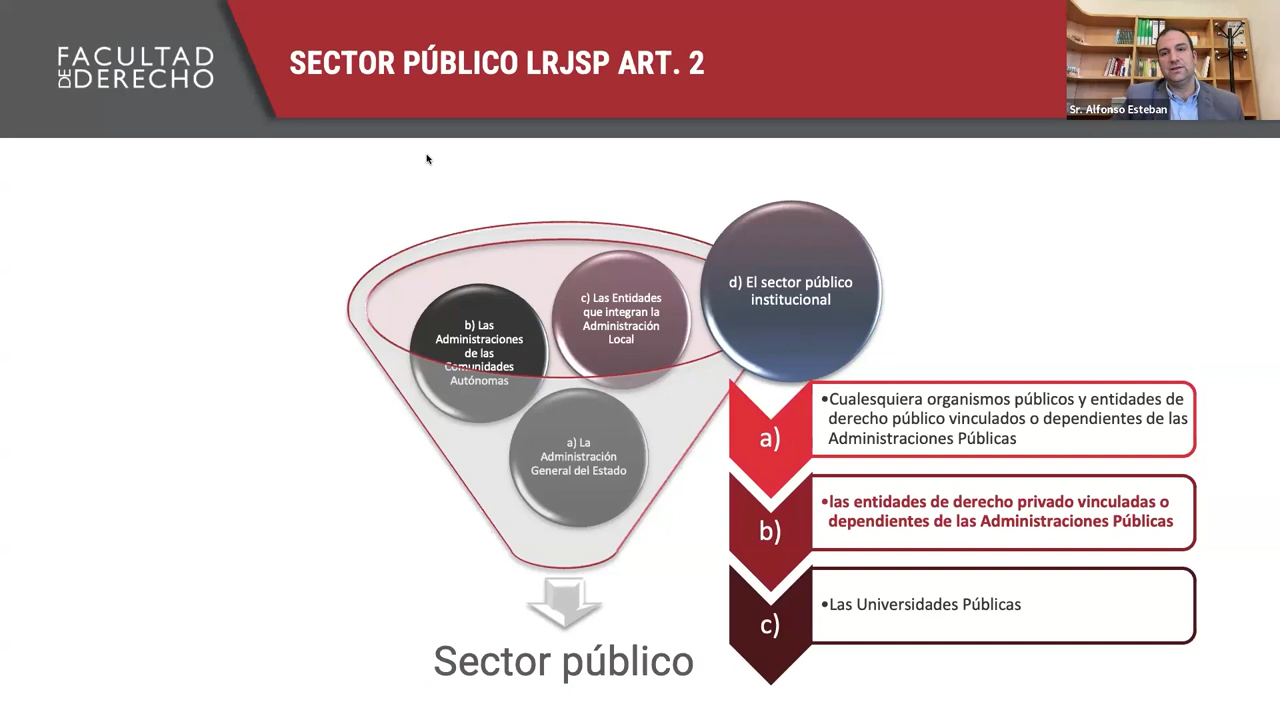 FACULTAD
DE DERECHO
SECTOR PÚBLICO LRJSP ART. 2
Sr. Alfonso Esteban
b) Las
Administraciones
de las
Comunidades
Autónomas
c) Las Entidades
que integran la
Administración
Local
d) El sector público
institucional
a) La
Administración
General del Estado
Sector público
a)
•Cualesquiera organismos públicos y entidades de
derecho público vinculados o dependientes de las
Administraciones Públicas
b)
•las entidades de derecho privado vinculadas o
dependientes de las Administraciones Públicas
c)
•Las Universidades Públicas